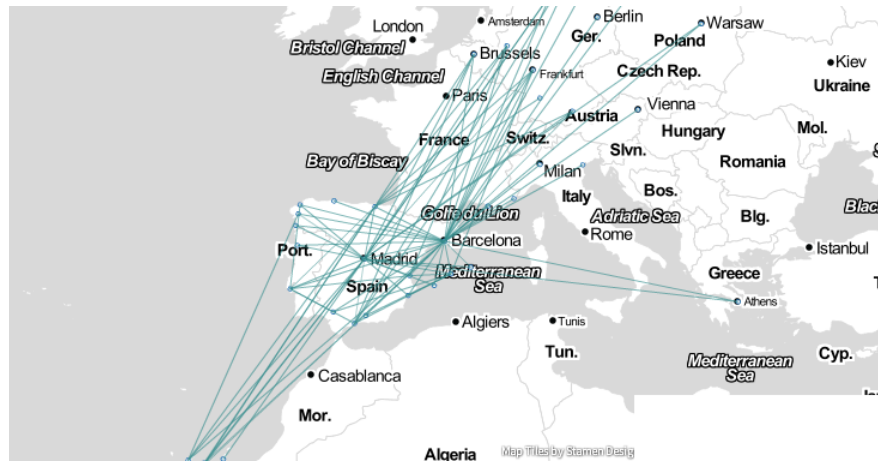 London
Amsterdam
Berlin
Warsaw
Bristol Channel
Ger.
Poland
Brussels
Kiev
English Channel
Frankfurt
Czech Rep.
Ukraine
Paris
Vienna
Austria
France
Switz.
Hungary
Mol.
Slvn.
Bay of Biscay
Milan
Romania
Italy
Bos.
Golfe du Lion
Adriatic Sea
Blg.
Black
Rome
Barcelona
Istanbul
Port.
Madrid
Mediterranean
Sea
Greece
Spain
Athens
Algiers
Tunis
Tun.
Cyp.
Mediterranean
Sea
Casablanca
Mor.
Algeria
Map Tiles by Stamen Desig